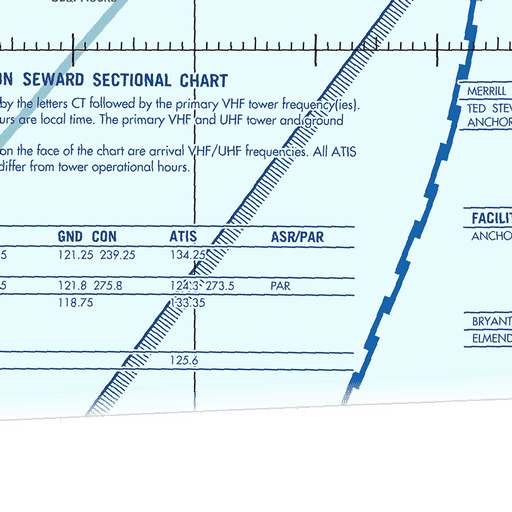 ON SEWARD SECTIONAL CHART
by the letters CT followed by the primary VHF tower frequency(ies).
urs are local time. The primary VHF and UHF tower and ground
on the face of the chart are arrival VHF/UHF frequencies. All ATIS
differ from tower operational hours.
GND CON ATIS ASR/PAR
5 121.25 239.25 134.25
5 121.8 275.8 124.3 273.5 PAR
118.75 133.35
125.6
MERRILL
TED STEV
ANCHOR
FACILIT
ANCHO
BRYANT
ELMEND